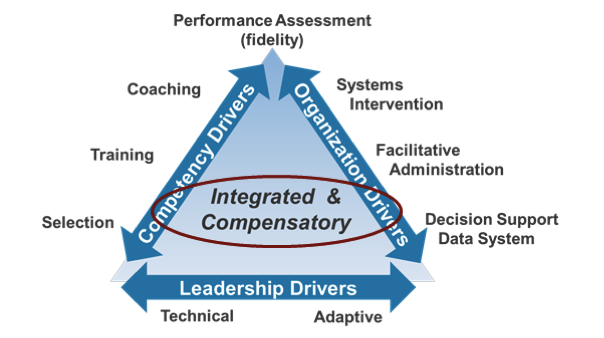 Performance Assessment
(fidelity)
Coaching
Systems
Intervention
Competency Drivers
Organization Drivers
Training
Facilitative
Administration
Integrated &
Compensatory
Selection
Decision Support
Data System
Leadership Drivers
Technical
Adaptive